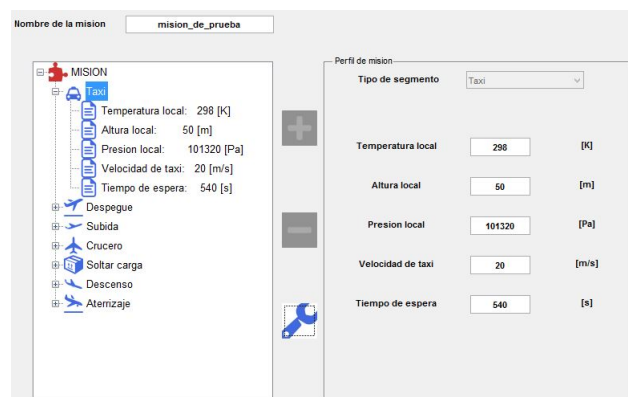 Nombre de la mision mision_de_prueba
MISION
Taxi
Temperatura local: 298 [K]
Altura local: 50 [m]
Presion local: 101320 [Pa]
Velocidad de taxi: 20 [m/s]
Tiempo de espera: 540 [s]
Despegue
Subida
Crucero
Soltar carga
Descenso
Aterrizaje
Perfil de mision
Tipo de segmento Taxi
Temperatura local 298 [K]
Altura local 50 [m]
Presion local 101320 [Pa]
Velocidad de taxi 20 [m/s]
Tiempo de espera 540 [s]